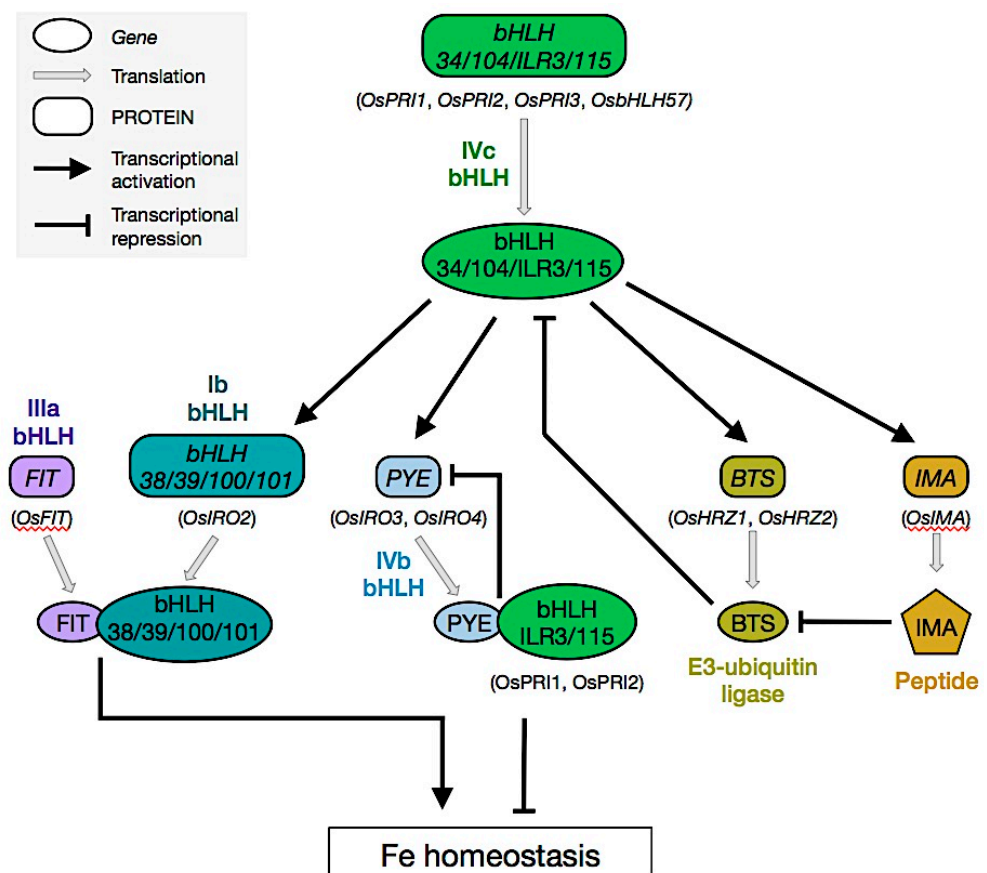 Gene
Translation
PROTEIN
Transcriptional
activation
Transcriptional
repression
bHLH
34/104/ILR3/115
(OsPRI1, OsPRI2, OsPRI3, OsbHLH57)
IVc
bHLH
bHLH
34/104/ILR3/115
IIIa
bHLH
Ib
bHLH
FIT
(OsFIT)
bHLH
38/39/100/101
(OsIRO2)
PYE
(OsIRO3, OsIRO4)
BTS
(OsHRZ1, OsHRZ2)
IMA
(OsIMA)
IVb
bHLH
FIT
bHLH
38/39/100/101
PYE
bHLH
ILR3/115
(OsPRI1, OsPRI2)
BTS
E3-ubiquitin
ligase
IMA
Peptide
Fe homeostasis